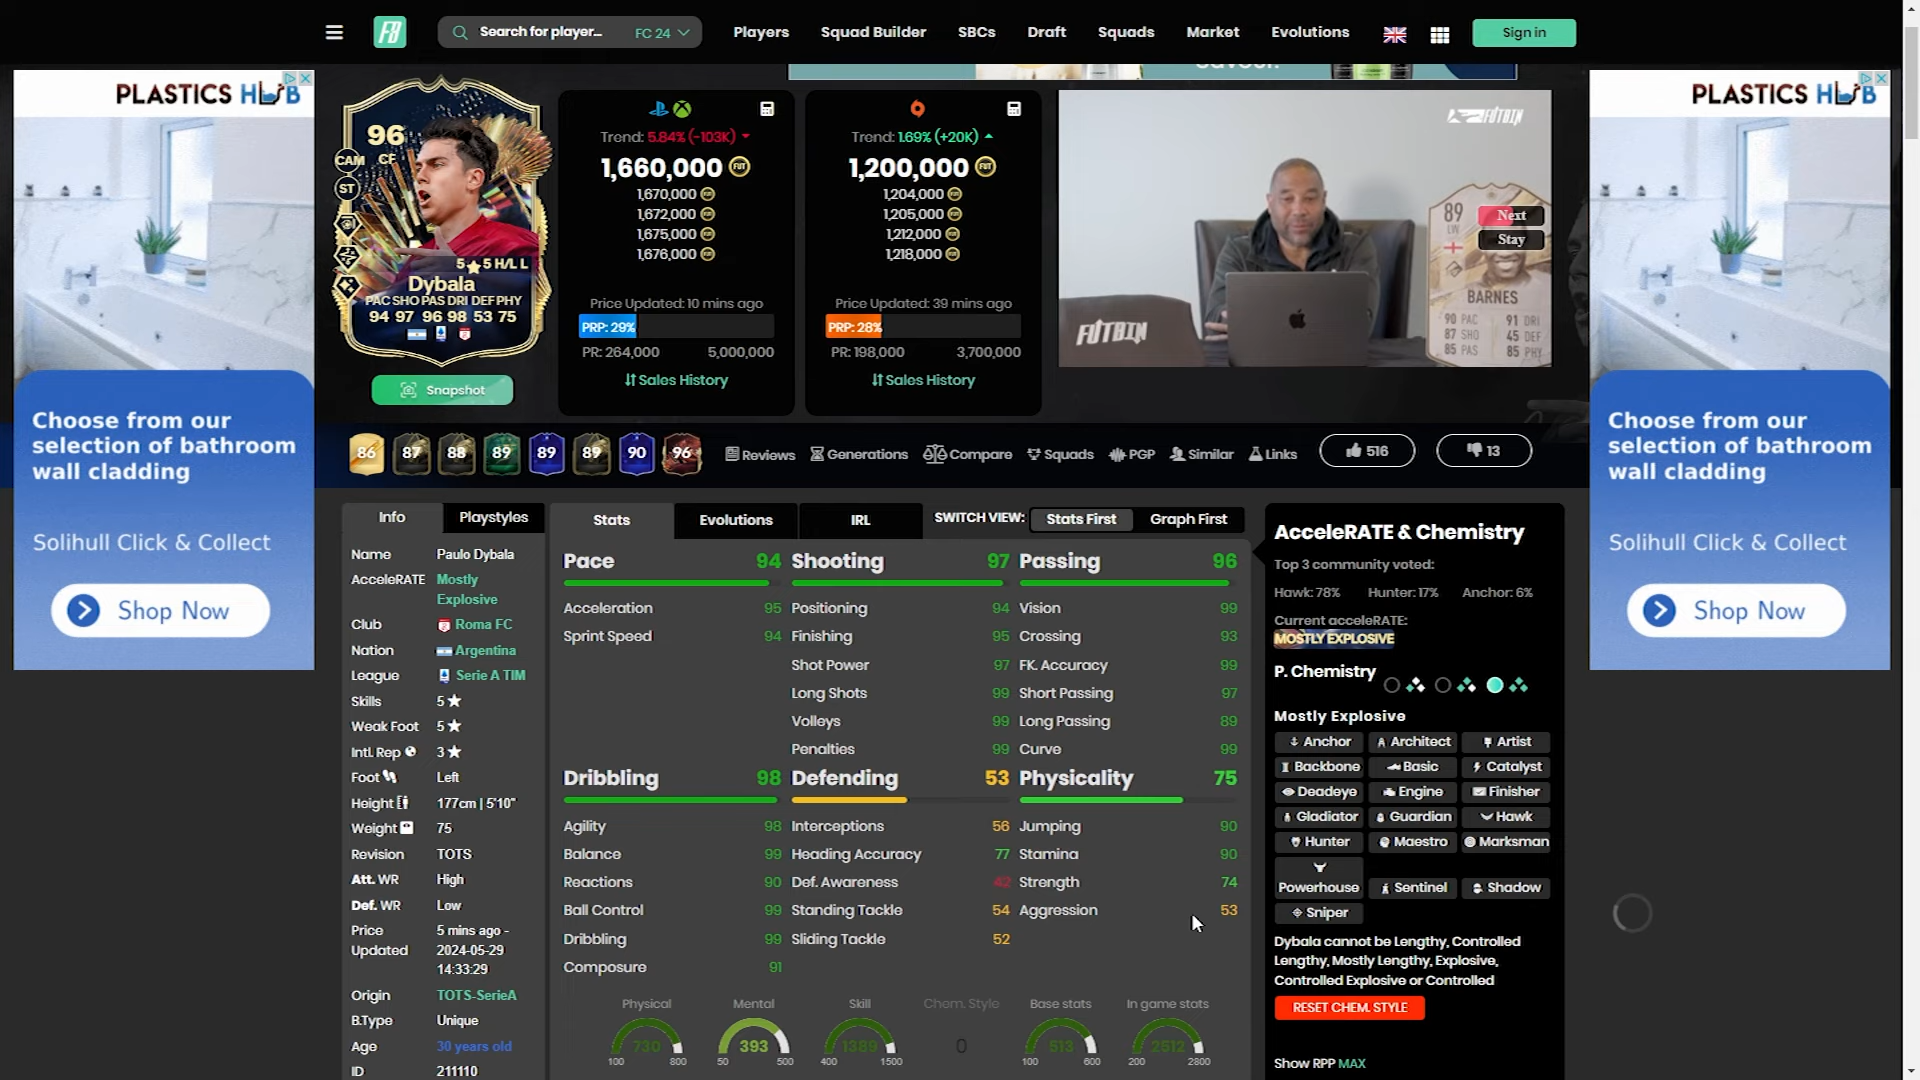 F8
Search for player...
FC 24
Players
Squad Builder
SBCs
Draft
Squads
Market
Evolutions
Sign in
PLASTICS HUB
Choose from our
selection of bathroom
wall cladding
Solihull Click & Collect
Shop Now
96
CF
CAM
ST
5★5 H/L L
Dybala
PAC SHO PAS DRI DEF PHY
94 97 96 98 53 75
Snapshot
Trend: 5.84% (-103K)
1,660,000
1,670,000
1,672,000
1,675,000
1,676,000
Price Updated: 10 mins ago
PRP: 29%
PR: 264,000 5,000,000
Sales History
Trend: 1.69% (+20K)
1,200,000
1,204,000
1,205,000
1,212,000
1,218,000
Price Updated: 39 mins ago
PRP: 28%
PR: 198,000 3,700,000
Sales History
FUTBIN
FUTBIN
89
LW
Next
Stay
BARNES
90 PAC 91 DRI
87 SHO 45 DEF
85 PAS 85 PHY
PLASTICS HUB
Choose from our
selection of bathroom
wall cladding
Solihull Click & Collect
Shop Now
86 87 88 89 89 89 90 96
Reviews
Generations
Compare
Squads
PGP
Similar
Links
516
13
Info
Playstyles
Name Paulo Dybala
AcceleRATE Mostly
Explosive
Club Roma FC
Nation Argentina
League Serie A TIM
Skills 5★
Weak Foot 5★
Intl. Rep 3★
Foot Left
Height 177cm | 5'10"
Weight 75
Revision TOTS
Att. WR High
Def. WR Low
Price 5 mins ago -
Updated 2024-05-29
14:33:29
Origin TOTS-SerieA
B.Type Unique
Age 30 years old
ID 211110
Stats
Evolutions
IRL
SWITCH VIEW:
Stats First
Graph First
Pace 94
Acceleration 95
Sprint Speed 94
Shooting 97
Positioning 94
Finishing 95
Shot Power 97
Long Shots 99
Volleys 99
Penalties 99
Passing 96
Vision 99
Crossing 93
FK. Accuracy 99
Short Passing 97
Long Passing 89
Curve 99
Dribbling 98
Agility 98
Balance 99
Reactions 90
Ball Control 99
Dribbling 99
Composure 91
Defending 53
Interceptions 56
Heading Accuracy 77
Def. Awareness 42
Standing Tackle 54
Sliding Tackle 52
Physicality 75
Jumping 90
Stamina 90
Strength 74
Aggression 53
Physical
730
100 800
Mental
393
50 500
Skill
1389
400 1500
Chem. Style
0
Base stats
513
100 600
In game stats
2512
200 2800
AcceleRATE & Chemistry
Top 3 community voted:
Hawk: 78% Hunter: 17% Anchor: 6%
Current acceleRATE:
MOSTLY EXPLOSIVE
P. Chemistry
Mostly Explosive
Anchor
Architect
Artist
Backbone
Basic
Catalyst
Deadeye
Engine
Finisher
Gladiator
Guardian
Hawk
Hunter
Maestro
Marksman
Powerhouse
Sentinel
Shadow
Sniper
Dybala cannot be Lengthy, Controlled
Lengthy, Mostly Lengthy, Explosive,
Controlled Explosive or Controlled
RESET CHEM. STYLE
Show RPP MAX